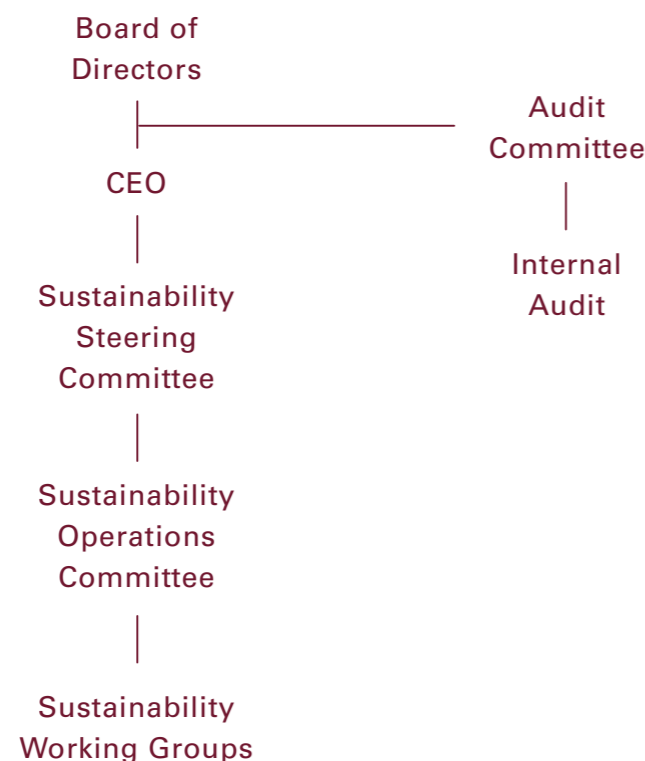 Board of
Directors
Audit
Committee
CEO
Internal
Audit
Sustainability
Steering
Committee
Sustainability
Operations
Committee
Sustainability
Working Groups